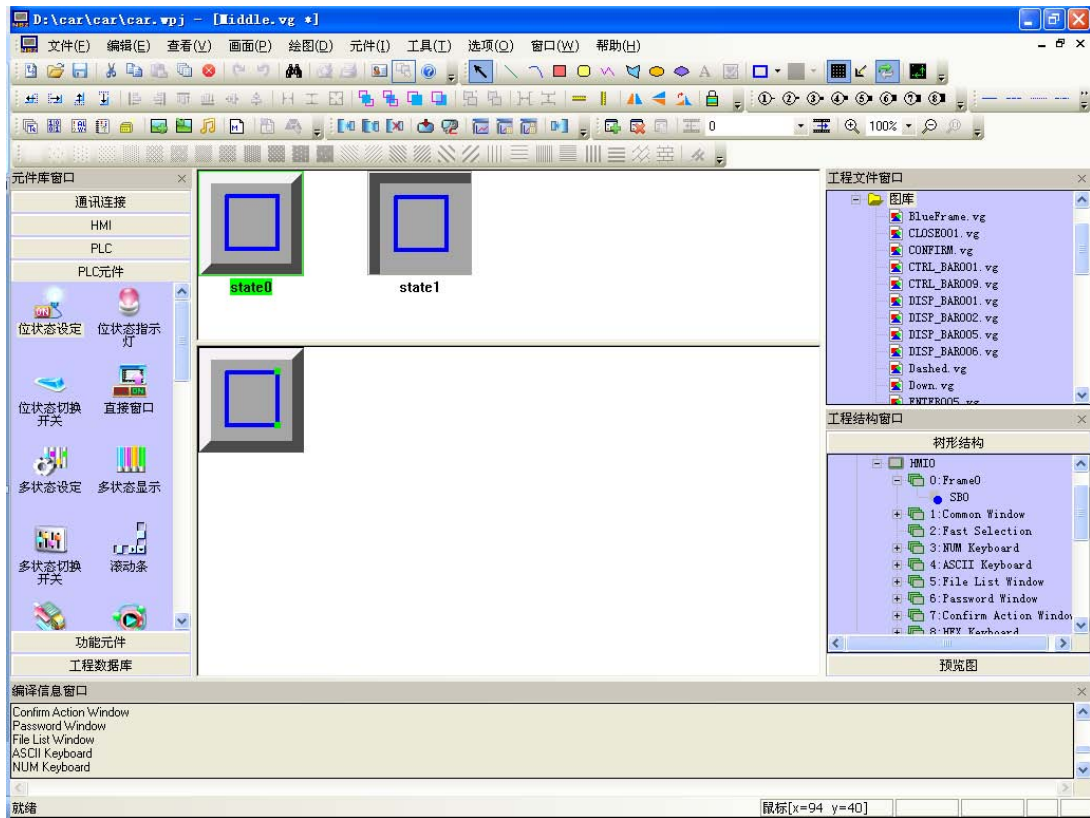 D:\car\car\car.wpj - [Middle.vg *]
文件(F) 编辑(E) 查看(V) 画面(P) 绘图(D) 元件(I) 工具(T) 选项(O) 窗口(W) 帮助(H)
0 100%
元件库窗口
通讯连接
HMI
PLC
PLC元件
位状态设定
位状态指示
灯
位状态切换
开关
直接窗口
多状态设定
多状态显示
多状态切换
开关
滚动条
功能元件
工程数据库
state0
state1
工程文件窗口
图库
BlueFrame.vg
CLOSE001.vg
CONFIRM.vg
CTRL_BAR001.vg
CTRL_BAR009.vg
DISP_BAR001.vg
DISP_BAR002.vg
DISP_BAR005.vg
DISP_BAR006.vg
Dashed.vg
Down.vg
ENTER005.vg
工程结构窗口
树形结构
HMI0
0:Frame0
SB0
1:Common Window
2:Fast Selection
3:NUM Keyboard
4:ASCII Keyboard
5:File List Window
6:Password Window
7:Confirm Action Window
8:HEX Keyboard
预览图
编译信息窗口
Confirm Action Window
Password Window
File List Window
ASCII Keyboard
NUM Keyboard
就绪
鼠标[x=94 y=40]